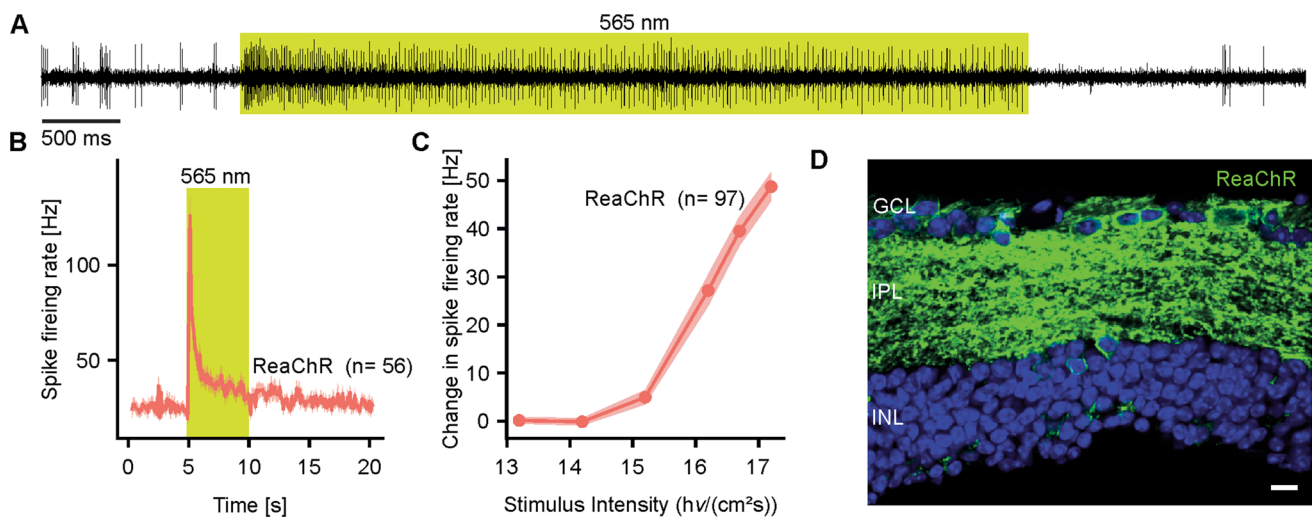 A
565 nm
500 ms
B
565 nm
Spike fireing rate [Hz]
100
50
ReaChR (n= 56)
0 5 10 15 20
Time [s]
C
Change in spike fireing rate [Hz]
50
40
30
20
10
0
ReaChR (n= 97)
13 14 15 16 17
Stimulus Intensity (hv/(cm²s))
D
ReaChR
GCL
IPL
INL